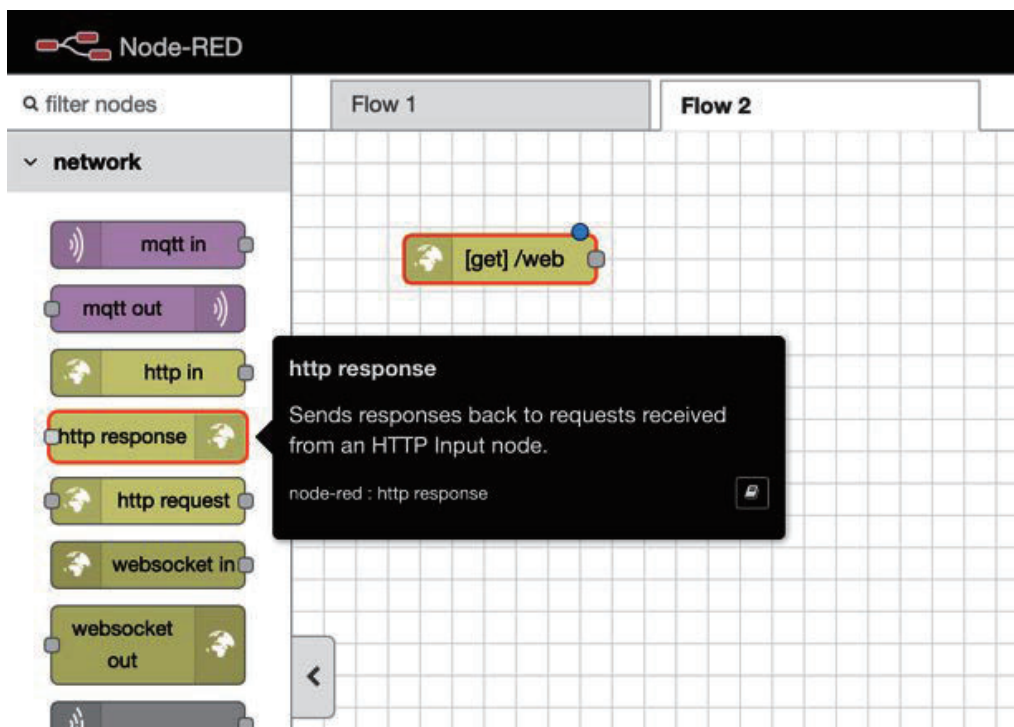 Node-RED
filter nodes
Flow 1
Flow 2
network
mqtt in
mqtt out
http in
http response
http request
websocket in
websocket
out
[get] /web
http response
Sends responses back to requests received
from an HTTP Input node.
node-red : http response